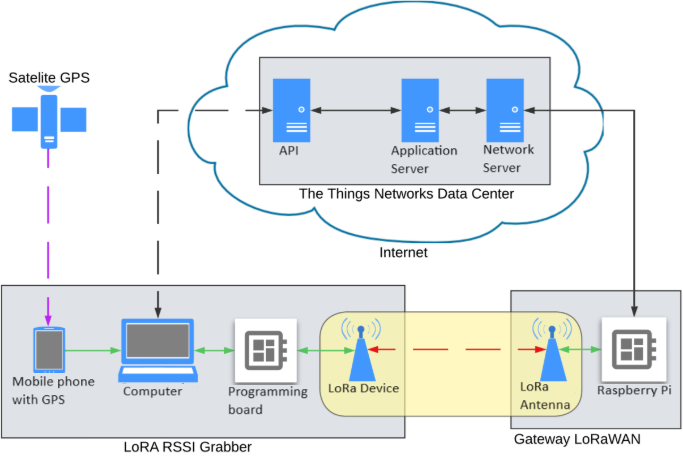 Satelite GPS
API
Application
Server
Network
Server
The Things Networks Data Center
Internet
Mobile phone
with GPS
Computer
Programming
board
LoRa Device
LoRa
Antenna
Raspberry Pi
LoRA RSSI Grabber
Gateway LoRaWAN